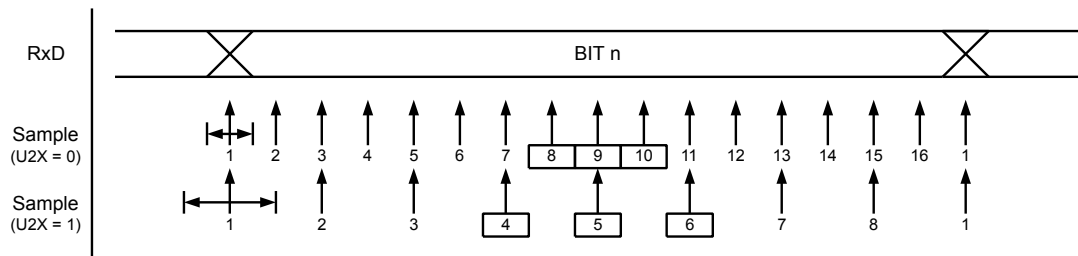 RxD BIT n
Sample
(U2X = 0) 1 2 3 4 5 6 7 8 9 10 11 12 13 14 15 16 1
Sample
(U2X = 1) 1 2 3 4 5 6 7 8 1